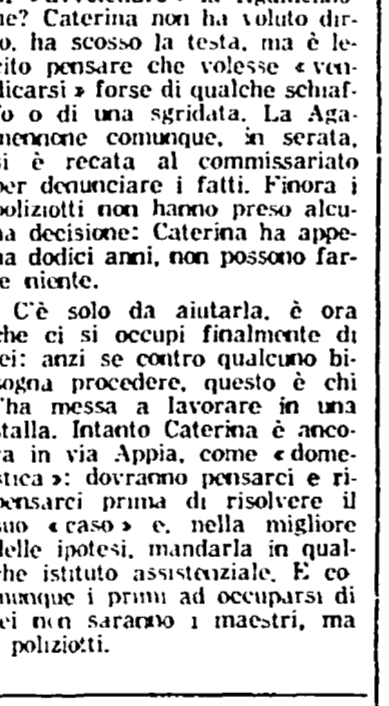 ne? Caterina non ha voluto dir-
o, ha scosso la testa, ma è le-
cito pensare che volesse « ven-
dicarsi » forse di qualche schiaf-
fo o di una sgridata. La Aga-
mennone comunque, in serata,
si è recata al commissariato
per denunciare i fatti. Finora i
poliziotti non hanno preso alcu-
na decisione: Caterina ha appe-
na dodici anni, non possono far-
e niente.
C'è solo da aiutarla, è ora
che ci si occupi finalmente di
ei: anzi se contro qualcuno bi-
sogna procedere, questo è chi
'ha messa a lavorare in una
stalla. Intanto Caterina è anco-
ra in via Appia, come « dome-
stica »: dovranno pensarci e ri-
pensarci prima di risolvere il
suo « caso » e, nella migliore
delle ipotesi, mandarla in qual-
che istituto assistenziale. E co
munque i primi ad occuparsi di
ei non saranno i maestri, ma
i poliziotti.